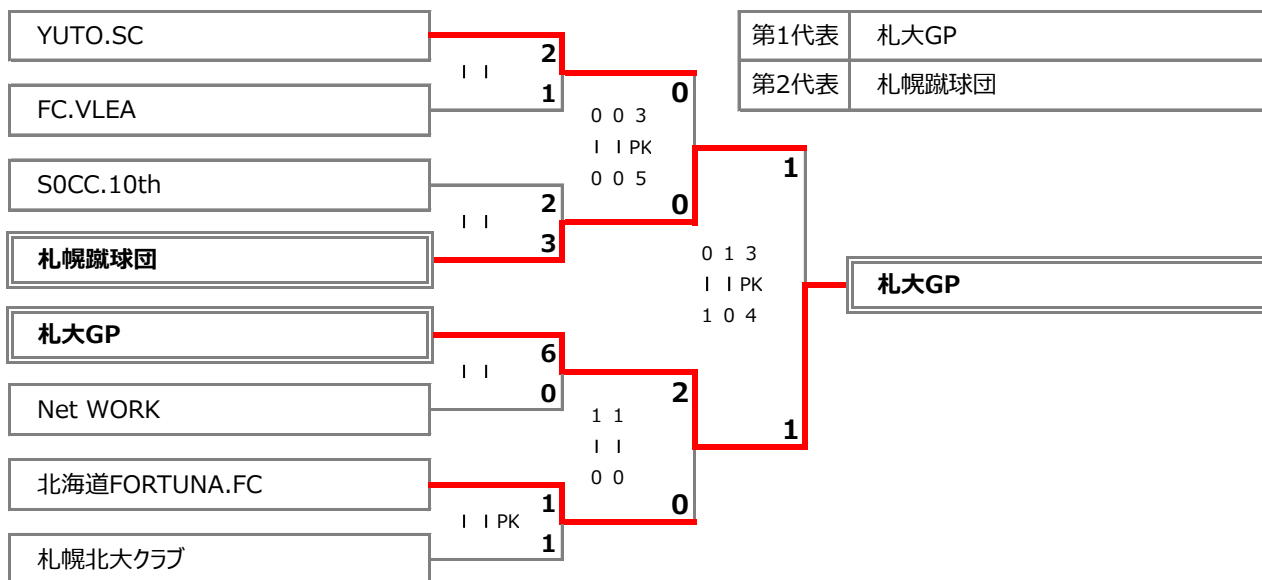 YUTO.SC
2
I I
1
FC.VLEA
第1代表 札大GP
第2代表 札幌蹴球団
0
0 0 3
I I PK
0 0 5
0
S0CC.10th
2
I I
3
札幌蹴球団
1
0 1 3
I I PK
1 0 4
1
札大GP
札大GP
6
I I
0
Net WORK
2
1 1
I I
0 0
0
北海道FORTUNA.FC
1
I I PK
1
札幌北大クラブ